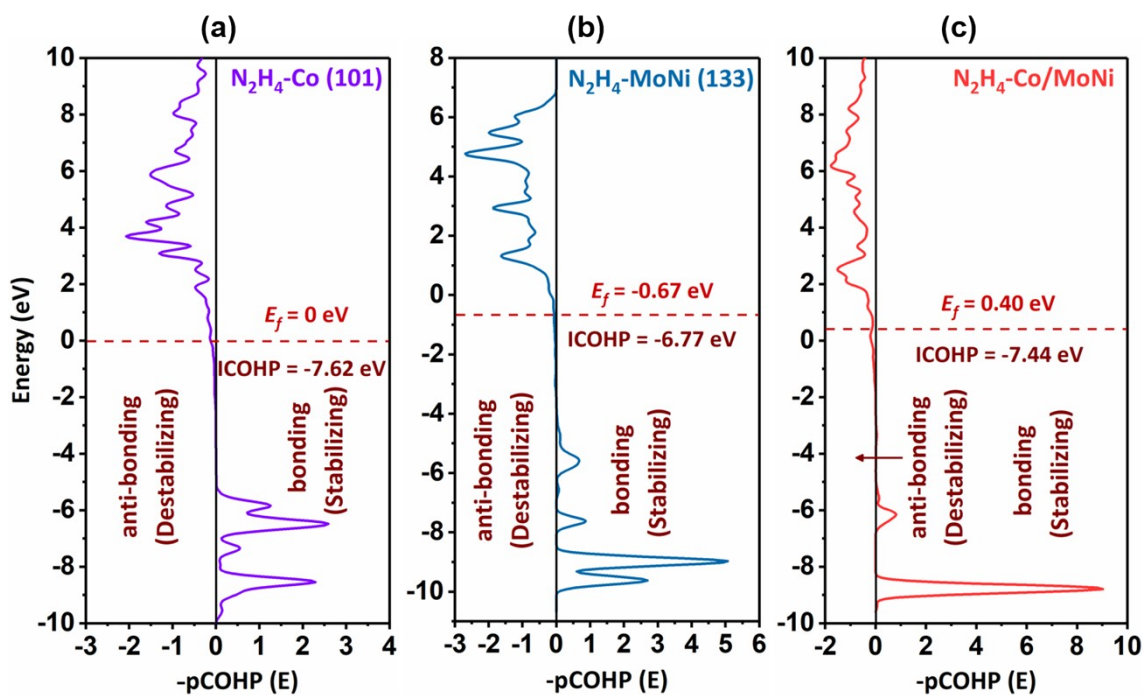 (a)
N₂H₄-Co (101)
10
8
6
4
2
0
-2
-4
-6
-8
-10
Energy (eV)
E_f = 0 eV
ICOHP = -7.62 eV
anti-bonding
(Destabilizing)
bonding
(Stabilizing)
-3 -2 -1 0 1 2 3 4
-pCOHP (E)
(b)
N₂H₄-MoNi (133)
8
6
4
2
0
-2
-4
-6
-8
-10
E_f = -0.67 eV
ICOHP = -6.77 eV
anti-bonding
(Destabilizing)
bonding
(Stabilizing)
-3 -2 -1 0 1 2 3 4 5 6
-pCOHP (E)
(c)
N₂H₄-Co/MoNi
10
8
6
4
2
0
-2
-4
-6
-8
-10
E_f = 0.40 eV
ICOHP = -7.44 eV
anti-bonding
(Destabilizing)
bonding
(Stabilizing)
-2 0 2 4 6 8 10
-pCOHP (E)